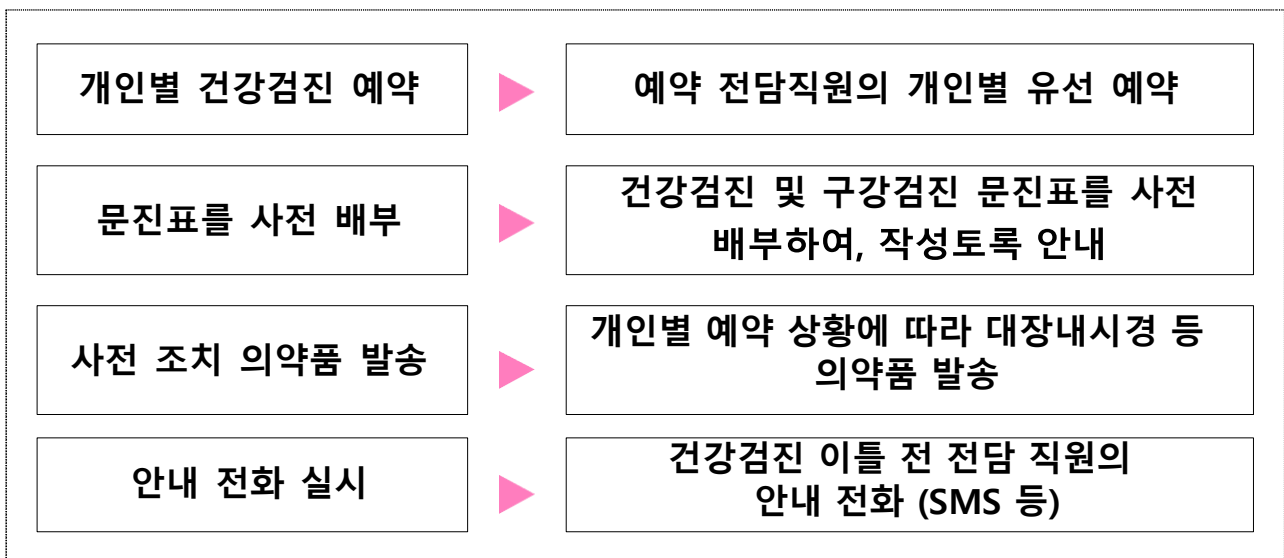 개인별 건강검진 예약
예약 전담직원의 개인별 유선 예약
문진표를 사전 배부
건강검진 및 구강검진 문진표를 사전
배부하여, 작성토록 안내
사전 조치 의약품 발송
개인별 예약 상황에 따라 대장내시경 등
의약품 발송
안내 전화 실시
건강검진 이틀 전 전담 직원의
안내 전화 (SMS 등)